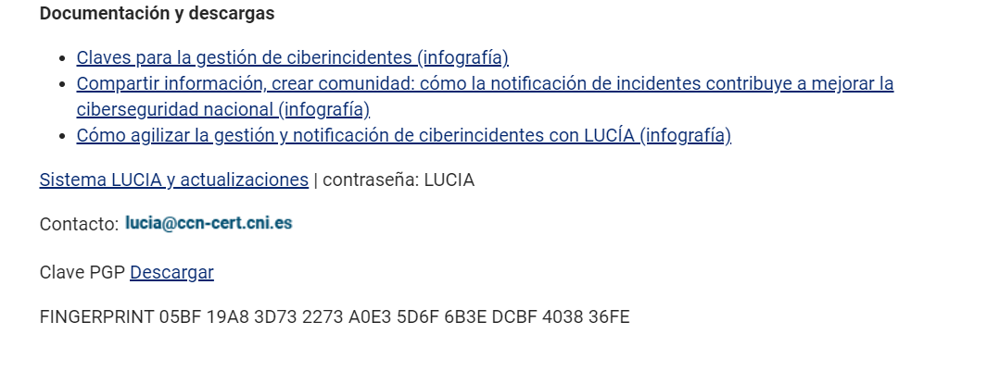 Documentación y descargas
• Claves para la gestión de ciberincidentes (infografía)
• Compartir información, crear comunidad: cómo la notificación de incidentes contribuye a mejorar la
ciberseguridad nacional (infografía)
• Cómo agilizar la gestión y notificación de ciberincidentes con LUCÍA (infografía)
Sistema LUCIA y actualizaciones | contraseña: LUCIA
Contacto: lucia@ccn-cert.cni.es
Clave PGP Descargar
FINGERPRINT 05BF 19A8 3D73 2273 A0E3 5D6F 6B3E DCBF 4038 36FE